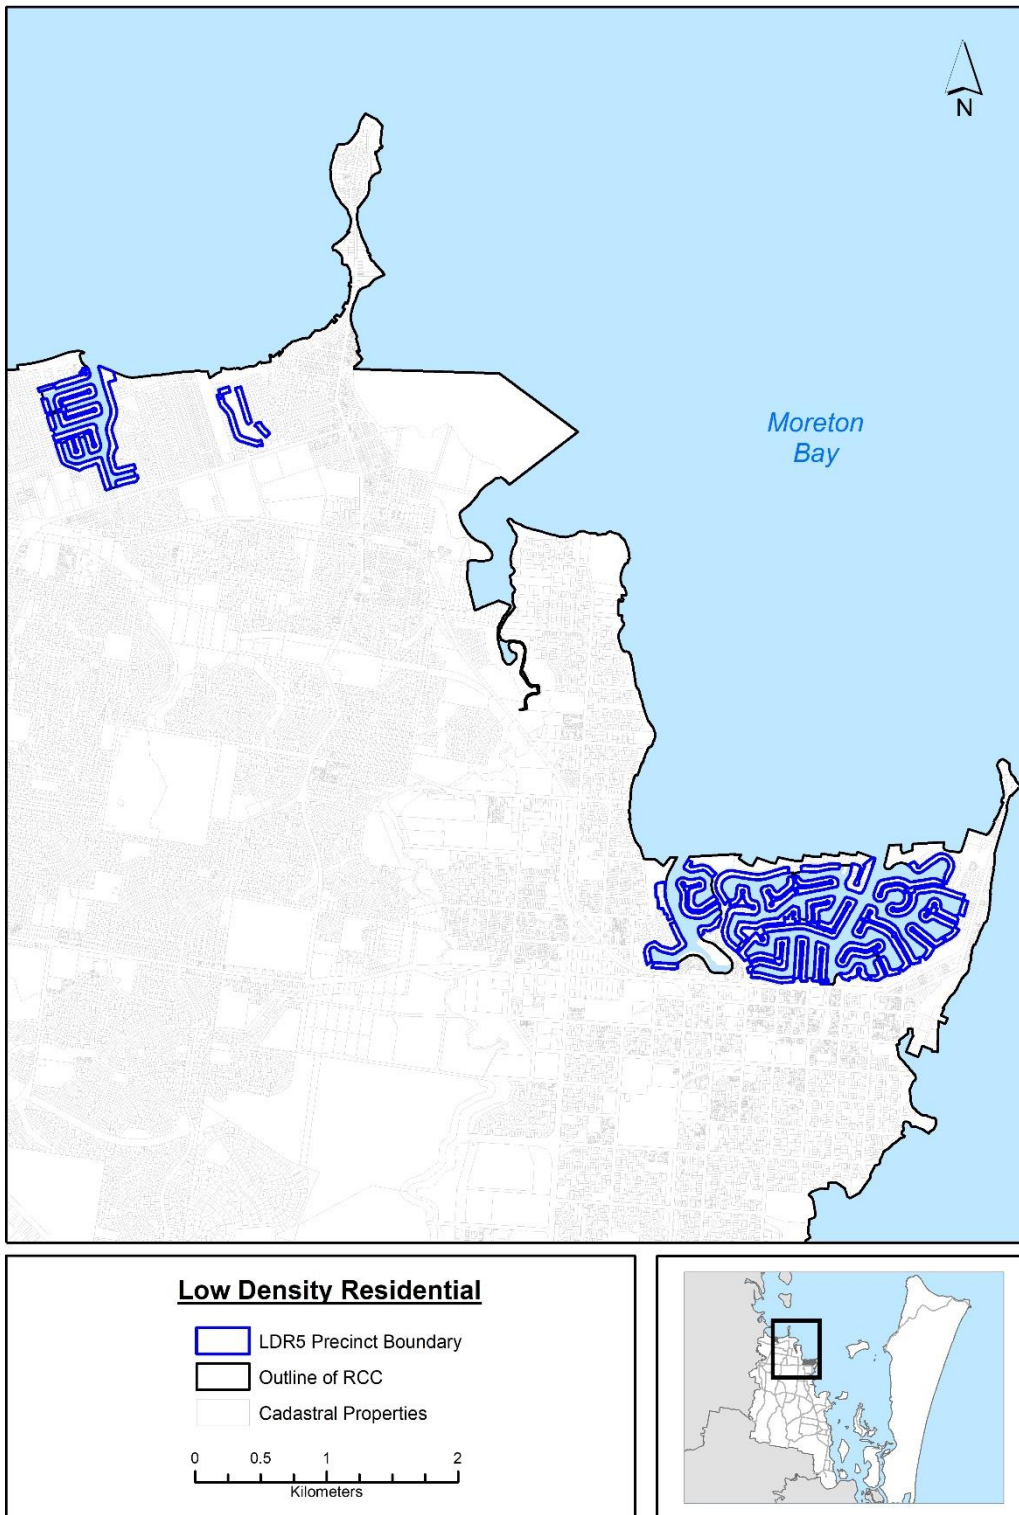 N
Moreton
Bay
Low Density Residential
LDR5 Precinct Boundary
Outline of RCC
Cadastral Properties
0 0.5 1 2
Kilometers